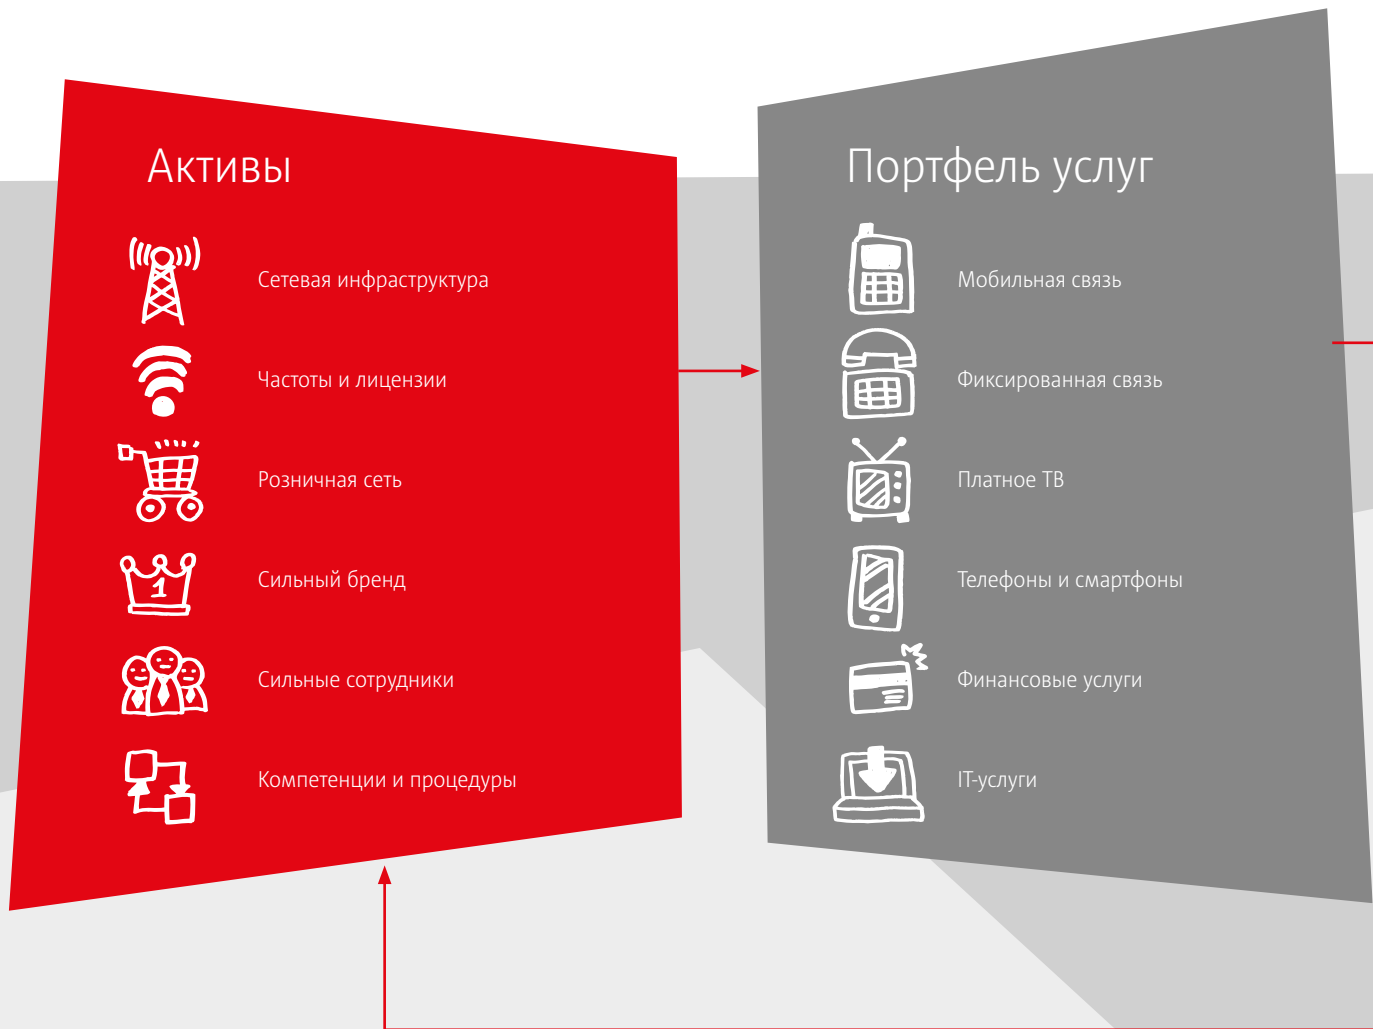 Активы
Сетевая инфраструктура
Частоты и лицензии
Розничная сеть
1
Сильный бренд
Сильные сотрудники
Компетенции и процедуры
Портфель услуг
Мобильная связь
Фиксированная связь
Платное ТВ
Телефоны и смартфоны
Финансовые услуги
IT-услуги